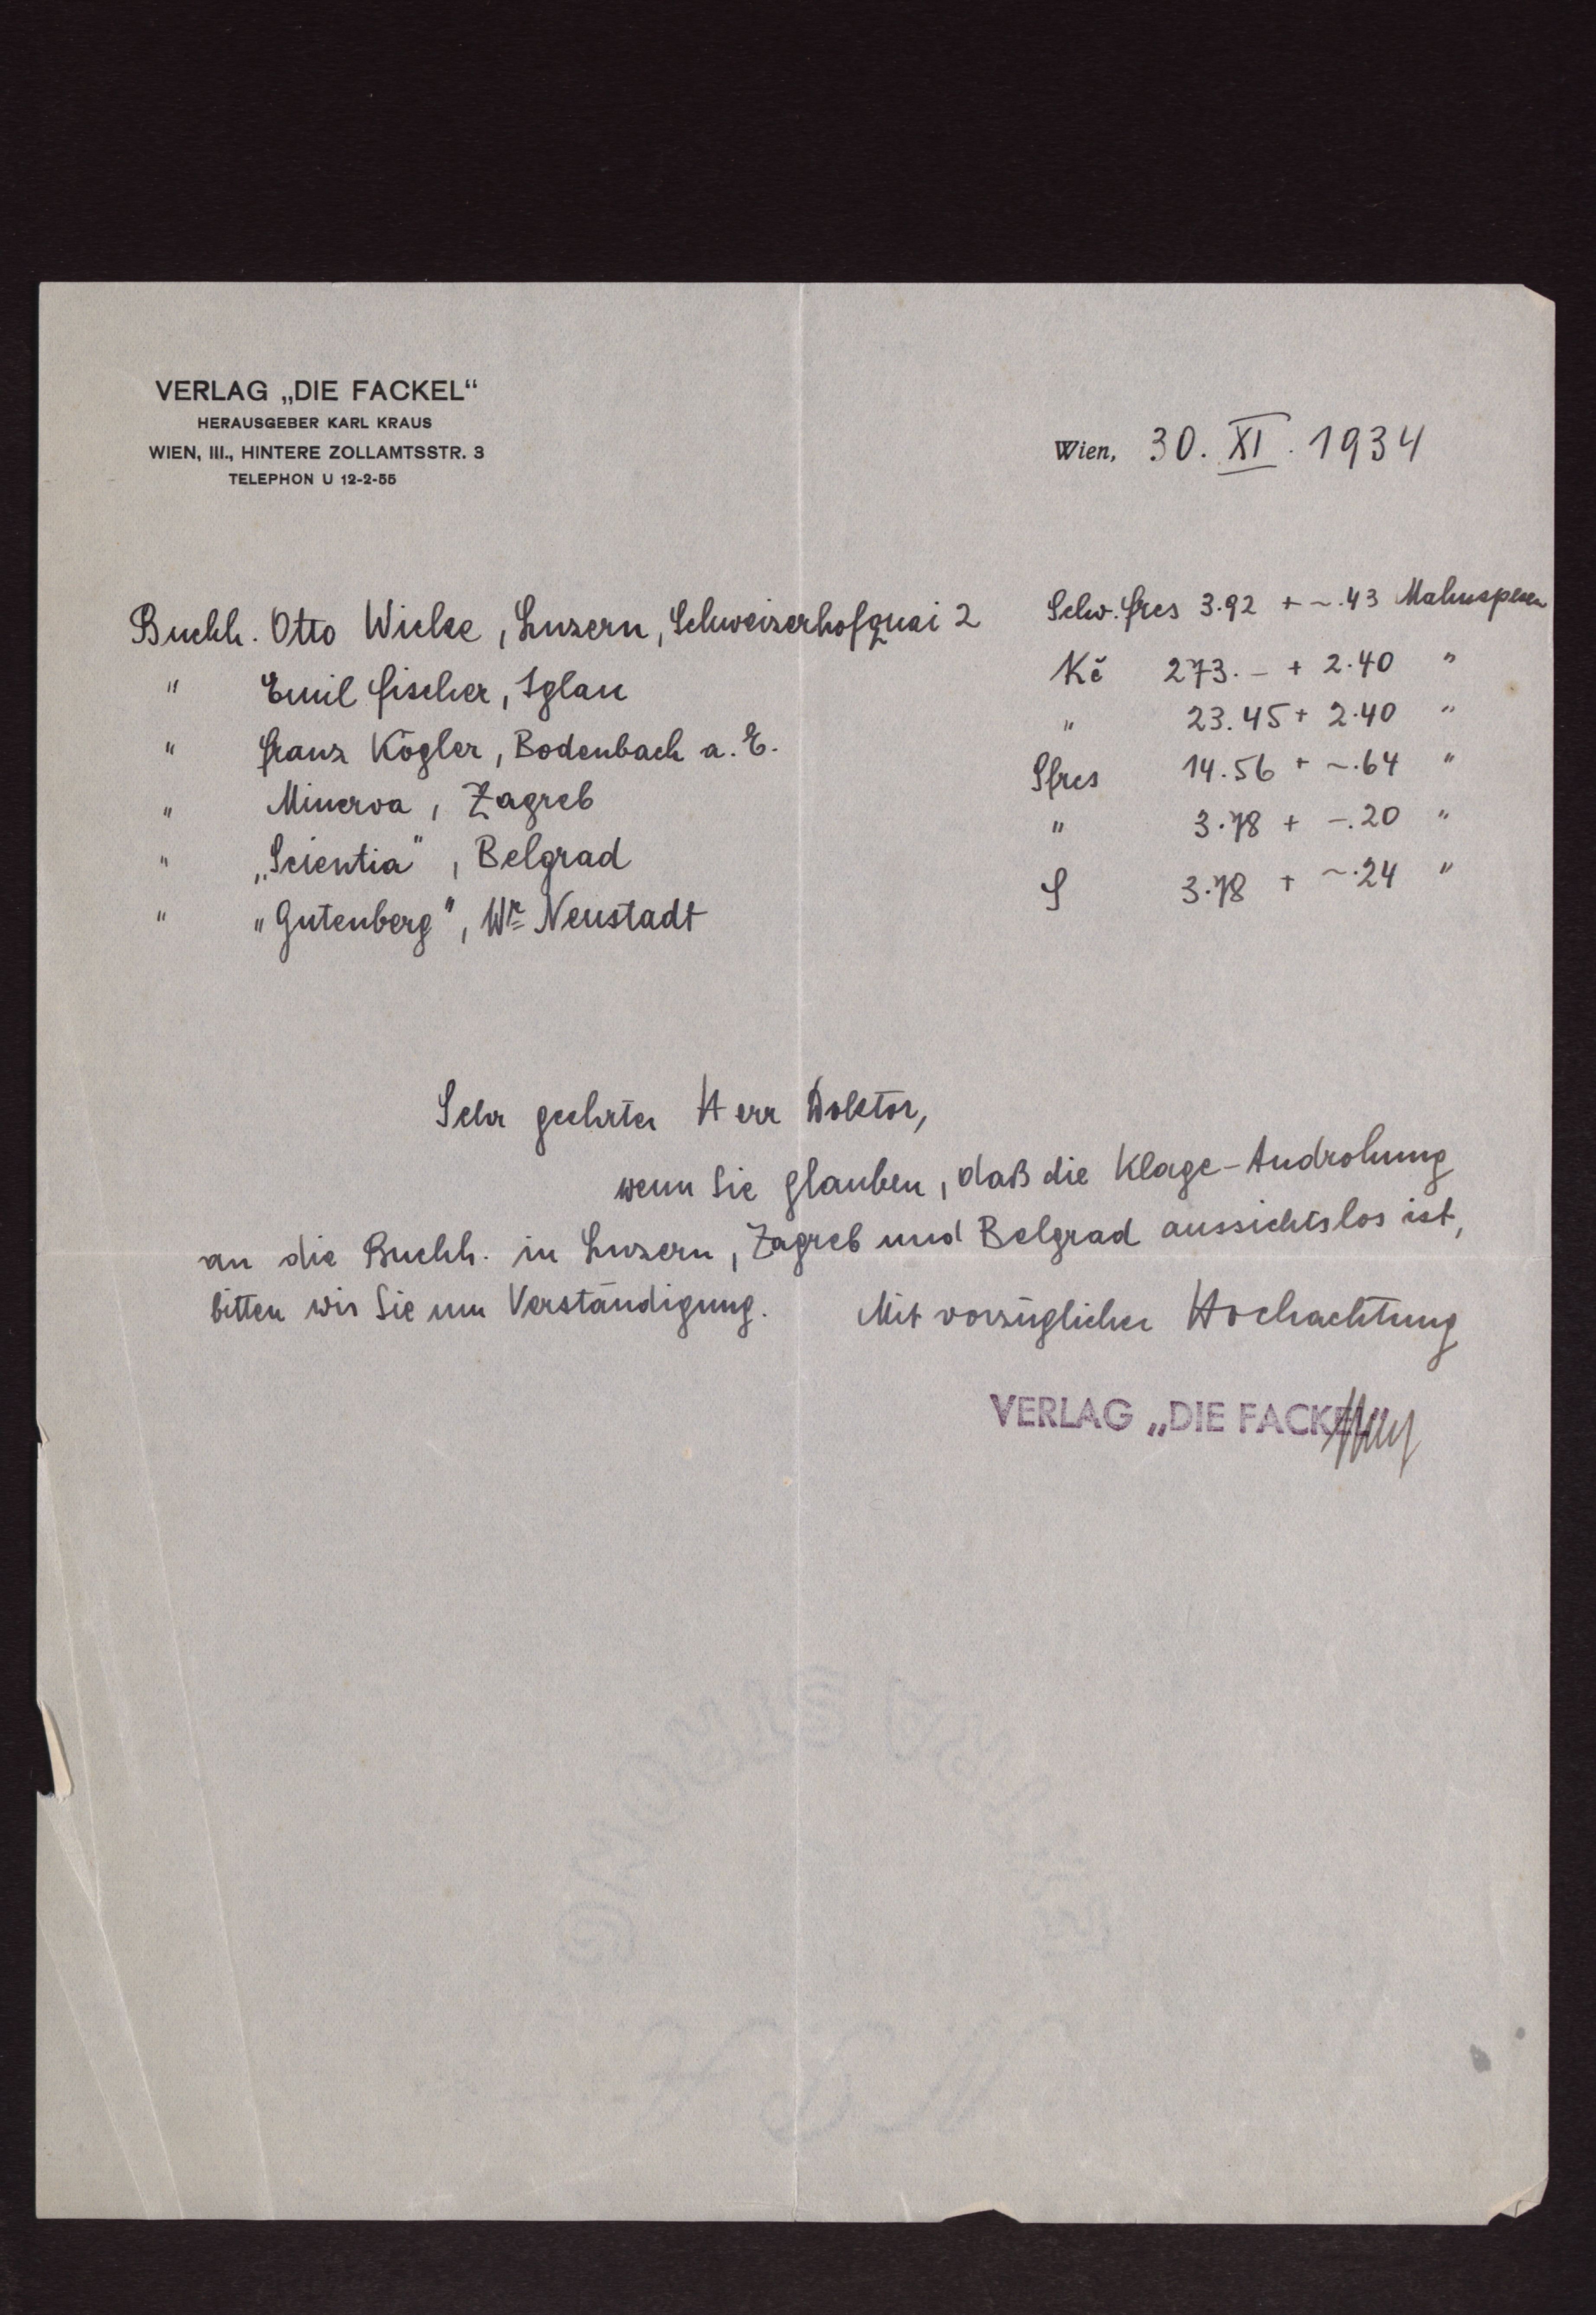 VERLAG „DIE FACKEL“
HERAUSGEBER KARL KRAUS
WIEN, III., HINTERE ZOLLAMTSSTR. 3
TELEPHON U 12-2-55
Wien, 30. XI. 1934
Buchh. Otto Wicke, Luzern, Schweizerhofquai 2 Schw. frcs 3.92 + –.43 Mahnspesen
" Emil Fischer, Iglau Kč 273.– + 2.40 "
" Franz Kögler, Bodenbach a. E. " 23.45 + 2.40 "
" Minerva, Zagreb Sfrcs 14.56 + –.64 "
" „Scientia", Belgrad " 3.78 + –.20 "
" "Gutenberg", Wr Neustadt S 3.78 + –.24 "
Sehr geehrter Herr Doktor,
wenn Sie glauben, daß die Klage-Androhung
an die Buchh. in Luzern, Zagreb und Belgrad aussichtslos ist,
bitten wir Sie um Verständigung. Mit vorzüglicher Hochachtung
VERLAG „DIE FACKEL“